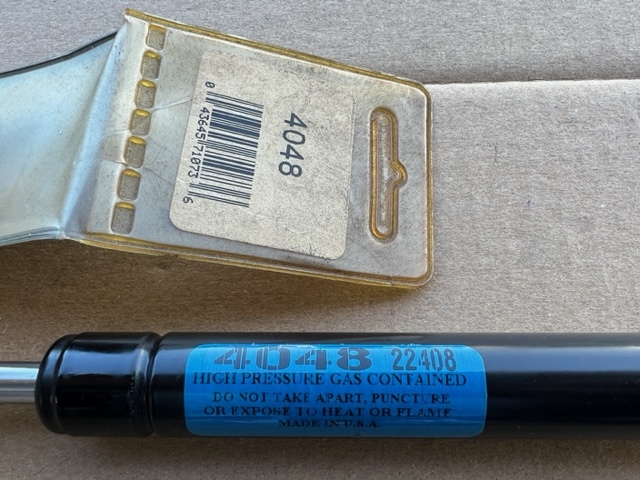 4048
0 43645 71073 6
4048 22408
HIGH PRESSURE GAS CONTAINED
DO NOT TAKE APART, PUNCTURE
OR EXPOSE TO HEAT OR FLAME
MADE IN U.S.A.